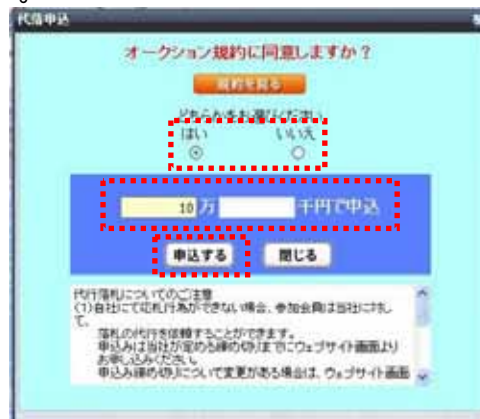 代落申込
オークション規約に同意しますか？
規約を見る
どちらかをお選びください
はい いいえ
10 万 千円で申込
申込する 閉じる
代行落札についてのご注意
(1)自社にて応札行為ができない場合、参加会員は当社に対し
て、
落札の代行を依頼することができます。
申込みは当社が定める締め切りまでにウェブサイト画面より
お申し込みください。
申込み締め切りについて変更がある場合は、ウェブサイト画面